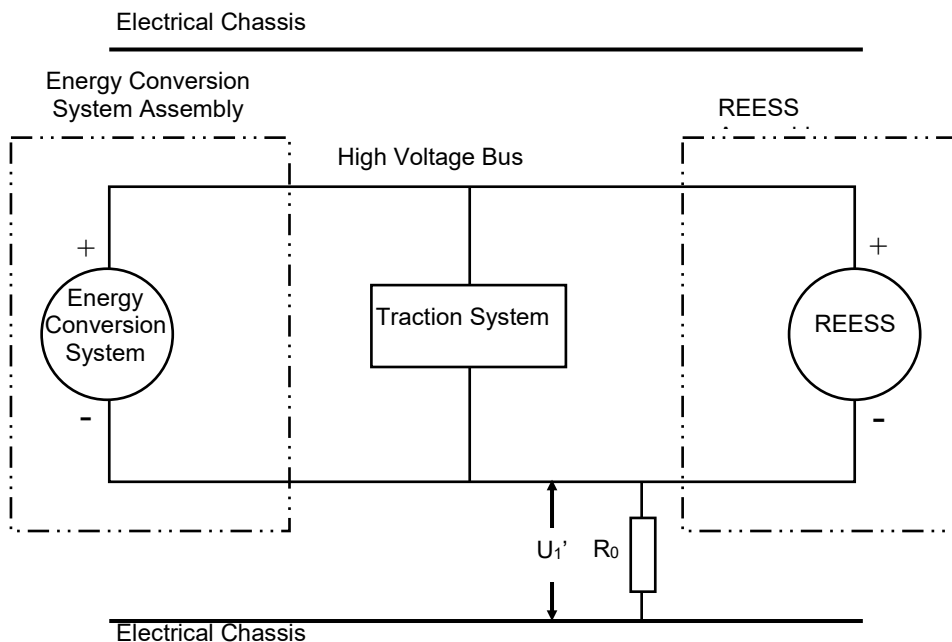 Electrical Chassis
Energy Conversion
System Assembly
REESS
High Voltage Bus
+
+
Energy
Conversion
System
Traction System
REESS
-
-
U₁’
R₀
Electrical Chassis